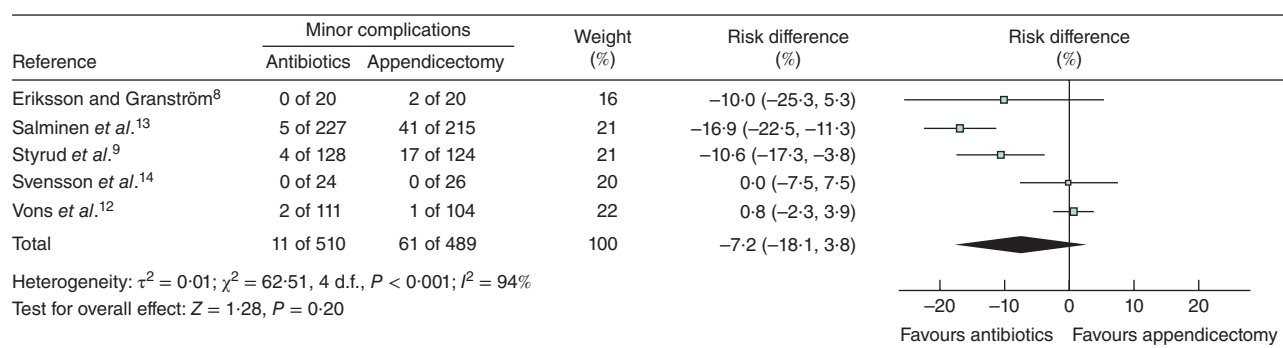 Minor complications Weight Risk difference Risk difference
Reference Antibiotics Appendicectomy (%) (%) (%)
Eriksson and Granström8 0 of 20 2 of 20 16 –10·0 (–25·3, 5·3)
Salminen et al.13 5 of 227 41 of 215 21 –16·9 (–22·5, –11·3)
Styrud et al.9 4 of 128 17 of 124 21 –10·6 (–17·3, –3·8)
Svensson et al.14 0 of 24 0 of 26 20 0·0 (–7·5, 7·5)
Vons et al.12 2 of 111 1 of 104 22 0·8 (–2·3, 3·9)
Total 11 of 510 61 of 489 100 –7·2 (–18·1, 3·8)
Heterogeneity: τ2 = 0·01; χ2 = 62·51, 4 d.f., P < 0·001; I2 = 94%
Test for overall effect: Z = 1·28, P = 0·20
–20 –10 0 10 20
Favours antibiotics Favours appendicectomy